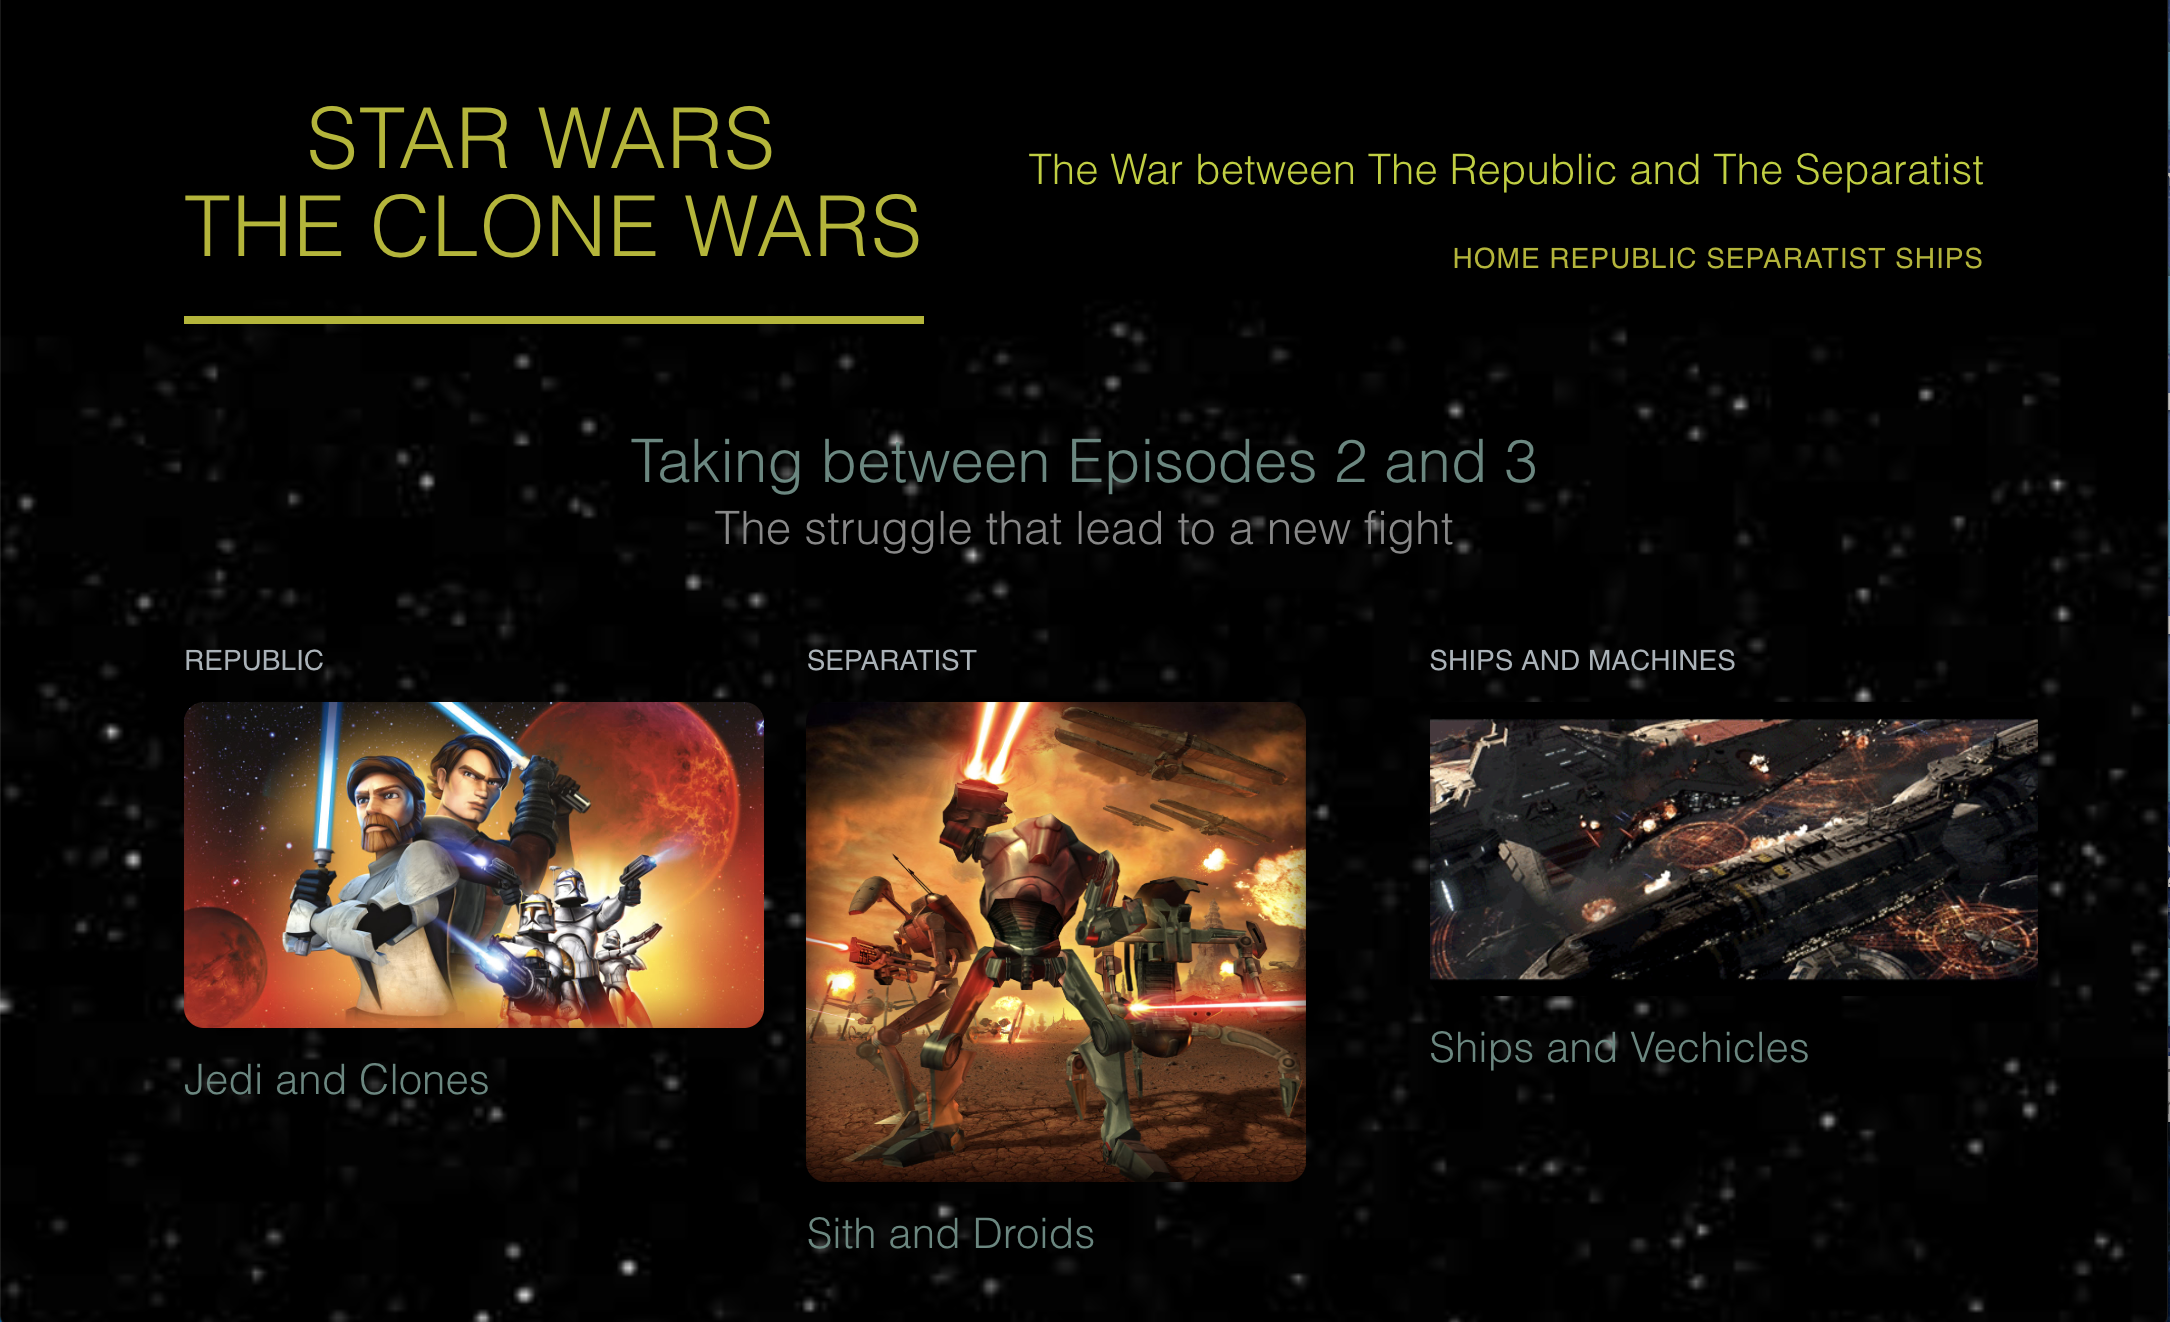 STAR WARS
THE CLONE WARS
The War between The Republic and The Separatist
HOME REPUBLIC SEPARATIST SHIPS
Taking between Episodes 2 and 3
The struggle that lead to a new fight
REPUBLIC
SEPARATIST
SHIPS AND MACHINES
Jedi and Clones
Sith and Droids
Ships and Vechicles